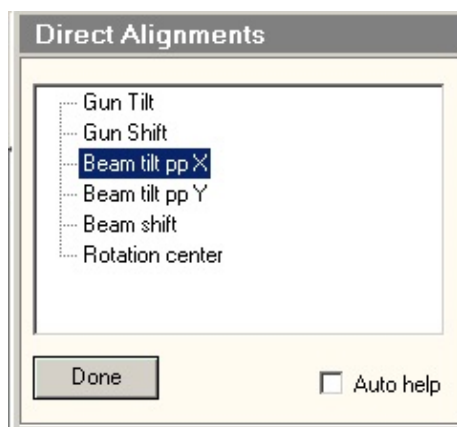 Direct Alignments
Gun Tilt
Gun Shift
Beam tilt pp X
Beam tilt pp Y
Beam shift
Rotation center
Done
Auto help